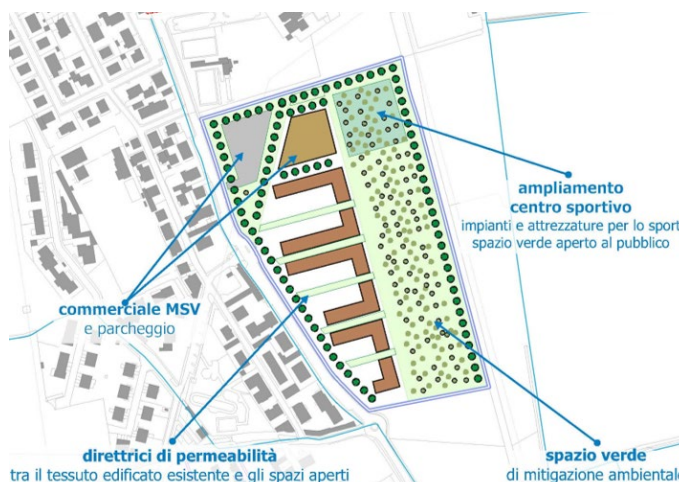 ampliamento
centro sportivo
impianti e attrezzature per lo sport
spazio verde aperto al pubblico
commerciale MSV
e parcheggio
direttrici di permeabilità
tra il tessuto edificato esistente e gli spazi aperti
spazio verde
di mitigazione ambientale